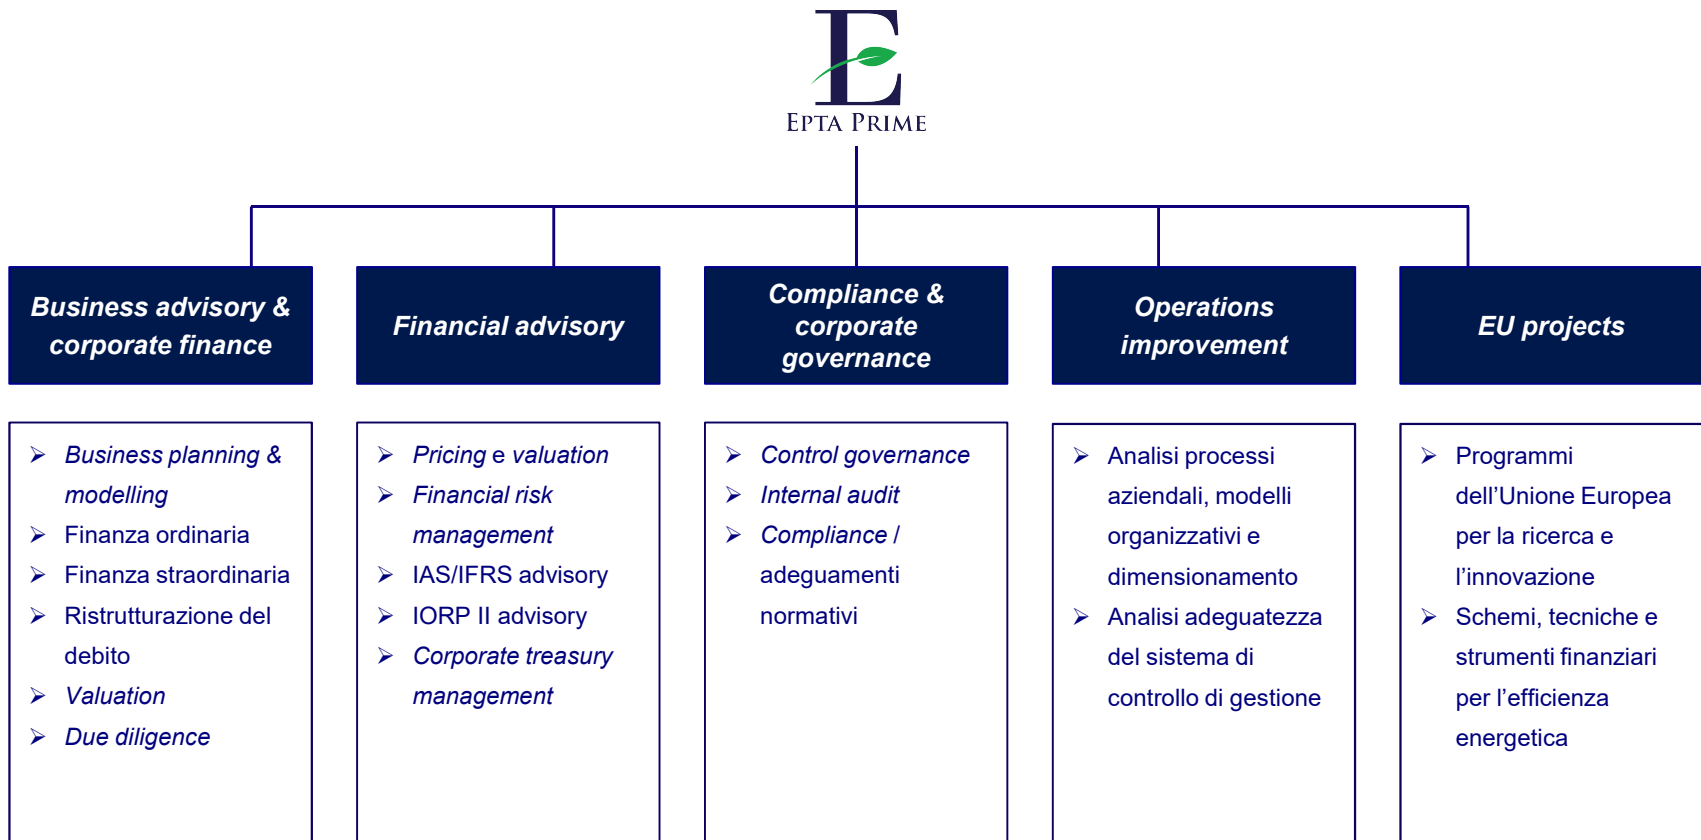 EPTA PRIME
Business advisory &
corporate finance
Financial advisory
Compliance &
corporate
governance
Operations
improvement
EU projects
➢ Business planning &
modelling
➢ Finanza ordinaria
➢ Finanza straordinaria
➢ Ristrutturazione del
debito
➢ Valuation
➢ Due diligence
➢ Pricing e valuation
➢ Financial risk
management
➢ IAS/IFRS advisory
➢ IORP II advisory
➢ Corporate treasury
management
➢ Control governance
➢ Internal audit
➢ Compliance /
adeguamenti
normativi
➢ Analisi processi
aziendali, modelli
organizzativi e
dimensionamento
➢ Analisi adeguatezza
del sistema di
controllo di gestione
➢ Programmi
dell’Unione Europea
per la ricerca e
l’innovazione
➢ Schemi, tecniche e
strumenti finanziari
per l’efficienza
energetica